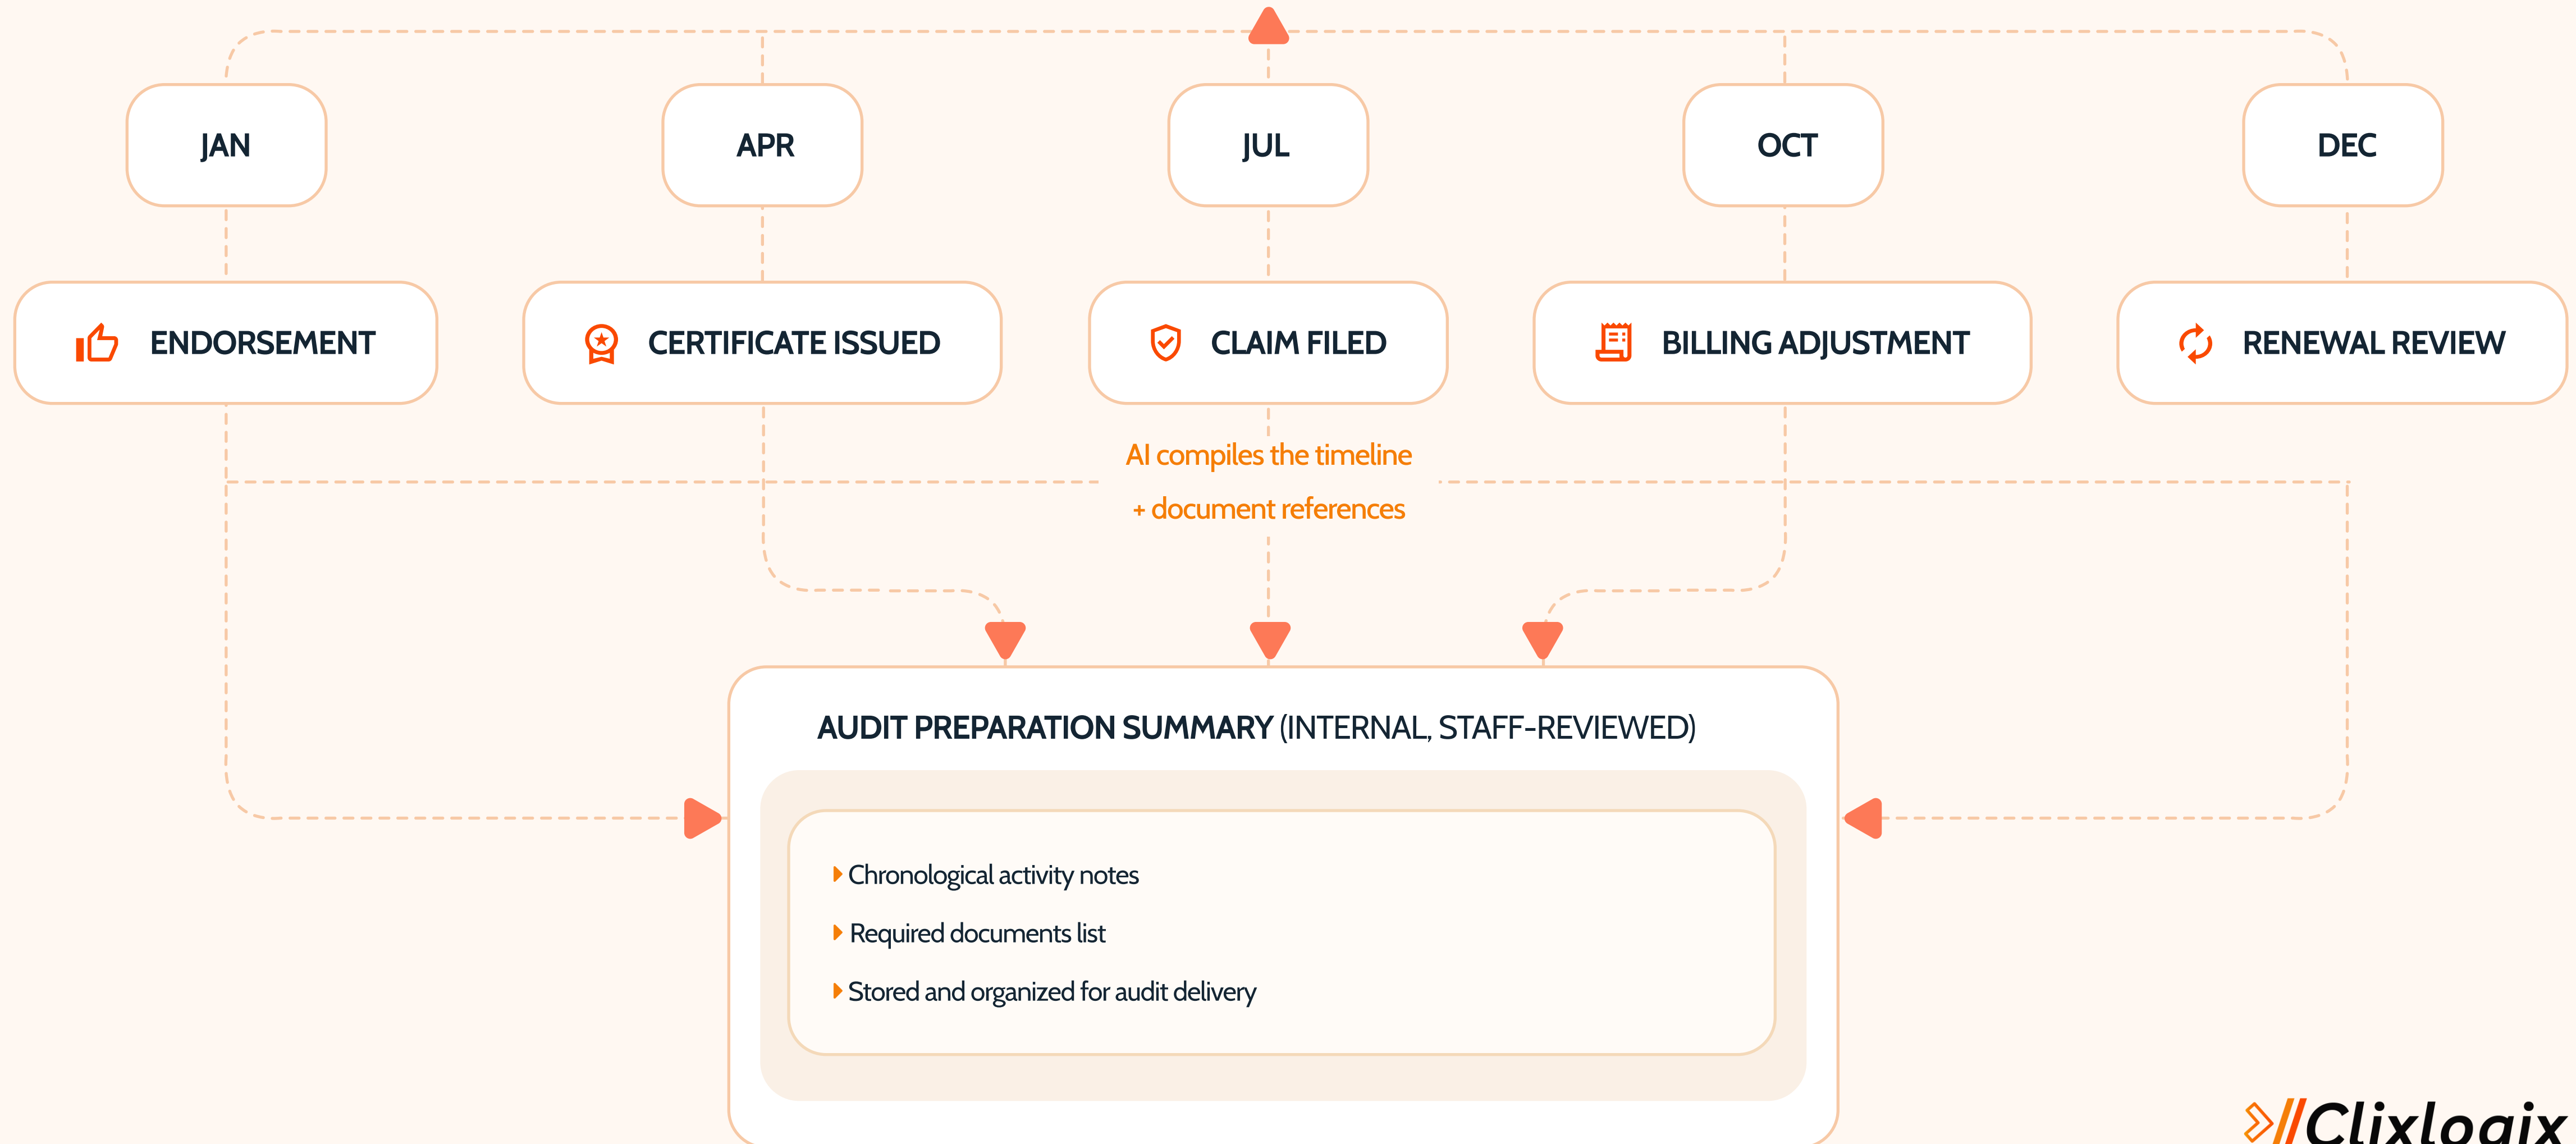 JAN
APR
JUL
OCT
DEC
ENDORSEMENT
CERTIFICATE ISSUED
CLAIM FILED
BILLING ADJUSTMENT
RENEWAL REVIEW
AI compiles the timeline
+ document references
AUDIT PREPARATION SUMMARY (INTERNAL, STAFF-REVIEWED)
Chronological activity notes
Required documents list
Stored and organized for audit delivery
Clixlogix